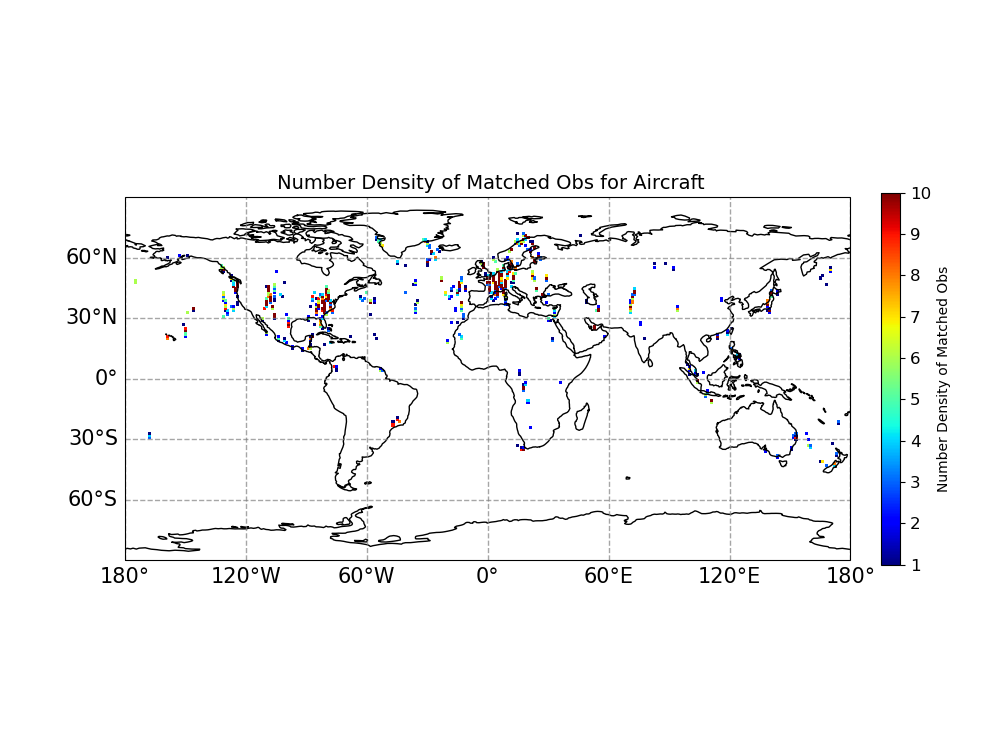 Number Density of Matched Obs for Aircraft
60°N
30°N
0°
30°S
60°S
180°
120°W
60°W
0°
60°E
120°E
180°
10
9
8
7
6
5
4
3
2
1
Number Density of Matched Obs